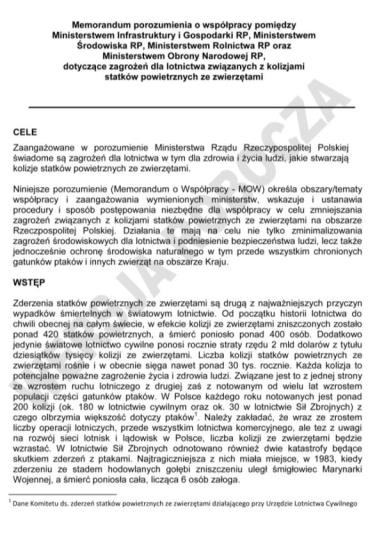 Memorandum porozumienia o współpracy pomiędzy
Ministerstwem Infrastruktury i Gospodarki RP, Ministerstwem
Środowiska RP, Ministerstwem Rolnictwa RP oraz
Ministerstwem Obrony Narodowej RP,
dotyczące zagrożeń dla lotnictwa związanych z kolizjami
statków powietrznych ze zwierzętami
CELE
Zaangażowane w porozumienie Ministerstwa Rządu Rzeczypospolitej Polskiej
świadome są zagrożeń dla lotnictwa w tym dla zdrowia i życia ludzi, jakie stwarzają
kolizje statków powietrznych ze zwierzętami.
Niniejsze porozumienie (Memorandum o Współpracy - MOW) określa obszary/tematy
współpracy i zaangażowania wymienionych ministerstw, wskazuje i ustanawia
procedury i sposób postępowania niezbędne dla współpracy w celu zmniejszania
zagrożeń związanych z kolizjami statków powietrznych ze zwierzętami na obszarze
Rzeczypospolitej Polskiej. Działania te mają na celu nie tylko zminimalizowania
zagrożeń środowiskowych dla lotnictwa i podniesienie bezpieczeństwa ludzi, lecz także
jednocześnie ochronę środowiska naturalnego w tym przede wszystkim chronionych
gatunków ptaków i innych zwierząt na obszarze Kraju.
WSTĘP
Zderzenia statków powietrznych ze zwierzętami są drugą z najważniejszych przyczyn
wypadków śmiertelnych w światowym lotnictwie. Od początku historii lotnictwa do
chwili obecnej na całym świecie, w efekcie kolizji ze zwierzętami zniszczonych zostało
ponad 420 statków powietrznych, a śmierć poniosło ponad 400 osób. Dodatkowo
jedynie światowe lotnictwo cywilne ponosi rocznie straty rzędu 2 mld dolarów z tytułu
dziesiątków tysięcy kolizji ze zwierzętami. Liczba kolizji statków powietrznych ze
zwierzętami rośnie i w obecnie sięga nawet ponad 30 tys. rocznie. Każda kolizja to
potencjalne poważne zagrożenie życia i zdrowia ludzi. Związane jest to z jednej strony
ze wzrostem ruchu lotniczego z drugiej zaś z notowanym od wielu lat wzrostem
populacji części gatunków ptaków. W Polsce każdego roku notowanych jest ponad
200 kolizji (ok. 180 w lotnictwie cywilnym oraz ok. 30 w lotnictwie Sił Zbrojnych) z
czego olbrzymia większość dotyczy ptaków¹. Należy zakładać, że wraz ze zrostem
liczby operacji lotniczych, przede wszystkim lotnictwa komercyjnego, ale tez z uwagi
na rozwój sieci lotnisk i lądowisk w Polsce, liczba kolizji ze zwierzętami będzie
wzrastać. W lotnictwie Sił Zbrojnych odnotowano również dwie katastrofy będące
skutkiem zderzeń z ptakami. Najtragiczniejsza z nich miała miejsce, w 1983, kiedy
zderzeniu ze stadem hodowlanych gołębi zniszczeniu uległ śmigłowiec Marynarki
Wojennej, a śmierć poniosła cała, licząca 6 osób załoga.
¹ Dane Komitetu ds. zderzeń statków powietrznych ze zwierzętami działającego przy Urzędzie Lotnictwa Cywilnego